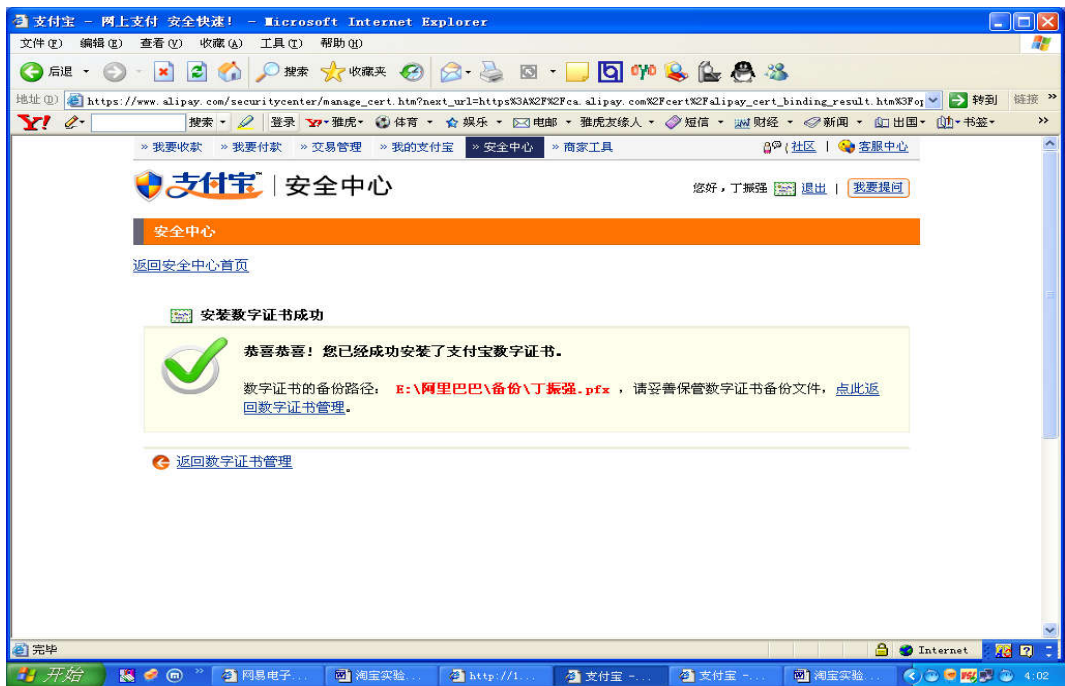 支付宝 - 网上支付 安全快速! - Microsoft Internet Explorer
文件(F) 编辑(E) 查看(V) 收藏(A) 工具(T) 帮助(H)
后退 搜索 收藏夹
地址(D) https://www.alipay.com/securitycenter/manage_cert.htm?next_url=https%3A%2F%2Fca.alipay.com%2Fcert%2Falipay_cert_binding_result.htm%3For 转到 链接 »
Y! 搜索 登录 雅虎 体育 娱乐 电邮 雅虎友缘人 短信 财经 新闻 出国 书签 »
» 我要收款 » 我要付款 » 交易管理 » 我的支付宝 » 安全中心 » 商家工具 社区 | 客服中心
支付宝 安全中心 您好，丁振强 退出 | 我要提问
安全中心
返回安全中心首页
安装数字证书成功
恭喜恭喜！您已经成功安装了支付宝数字证书。
数字证书的备份路径： E:\阿里巴巴\备份\丁振强.pfx ，请妥善保管数字证书备份文件，点此返
回数字证书管理。
返回数字证书管理
完毕 Internet
开始 » 网易电子... 淘宝实验... http://1... 支付宝 -... 支付宝 -... 淘宝实验... 4:02